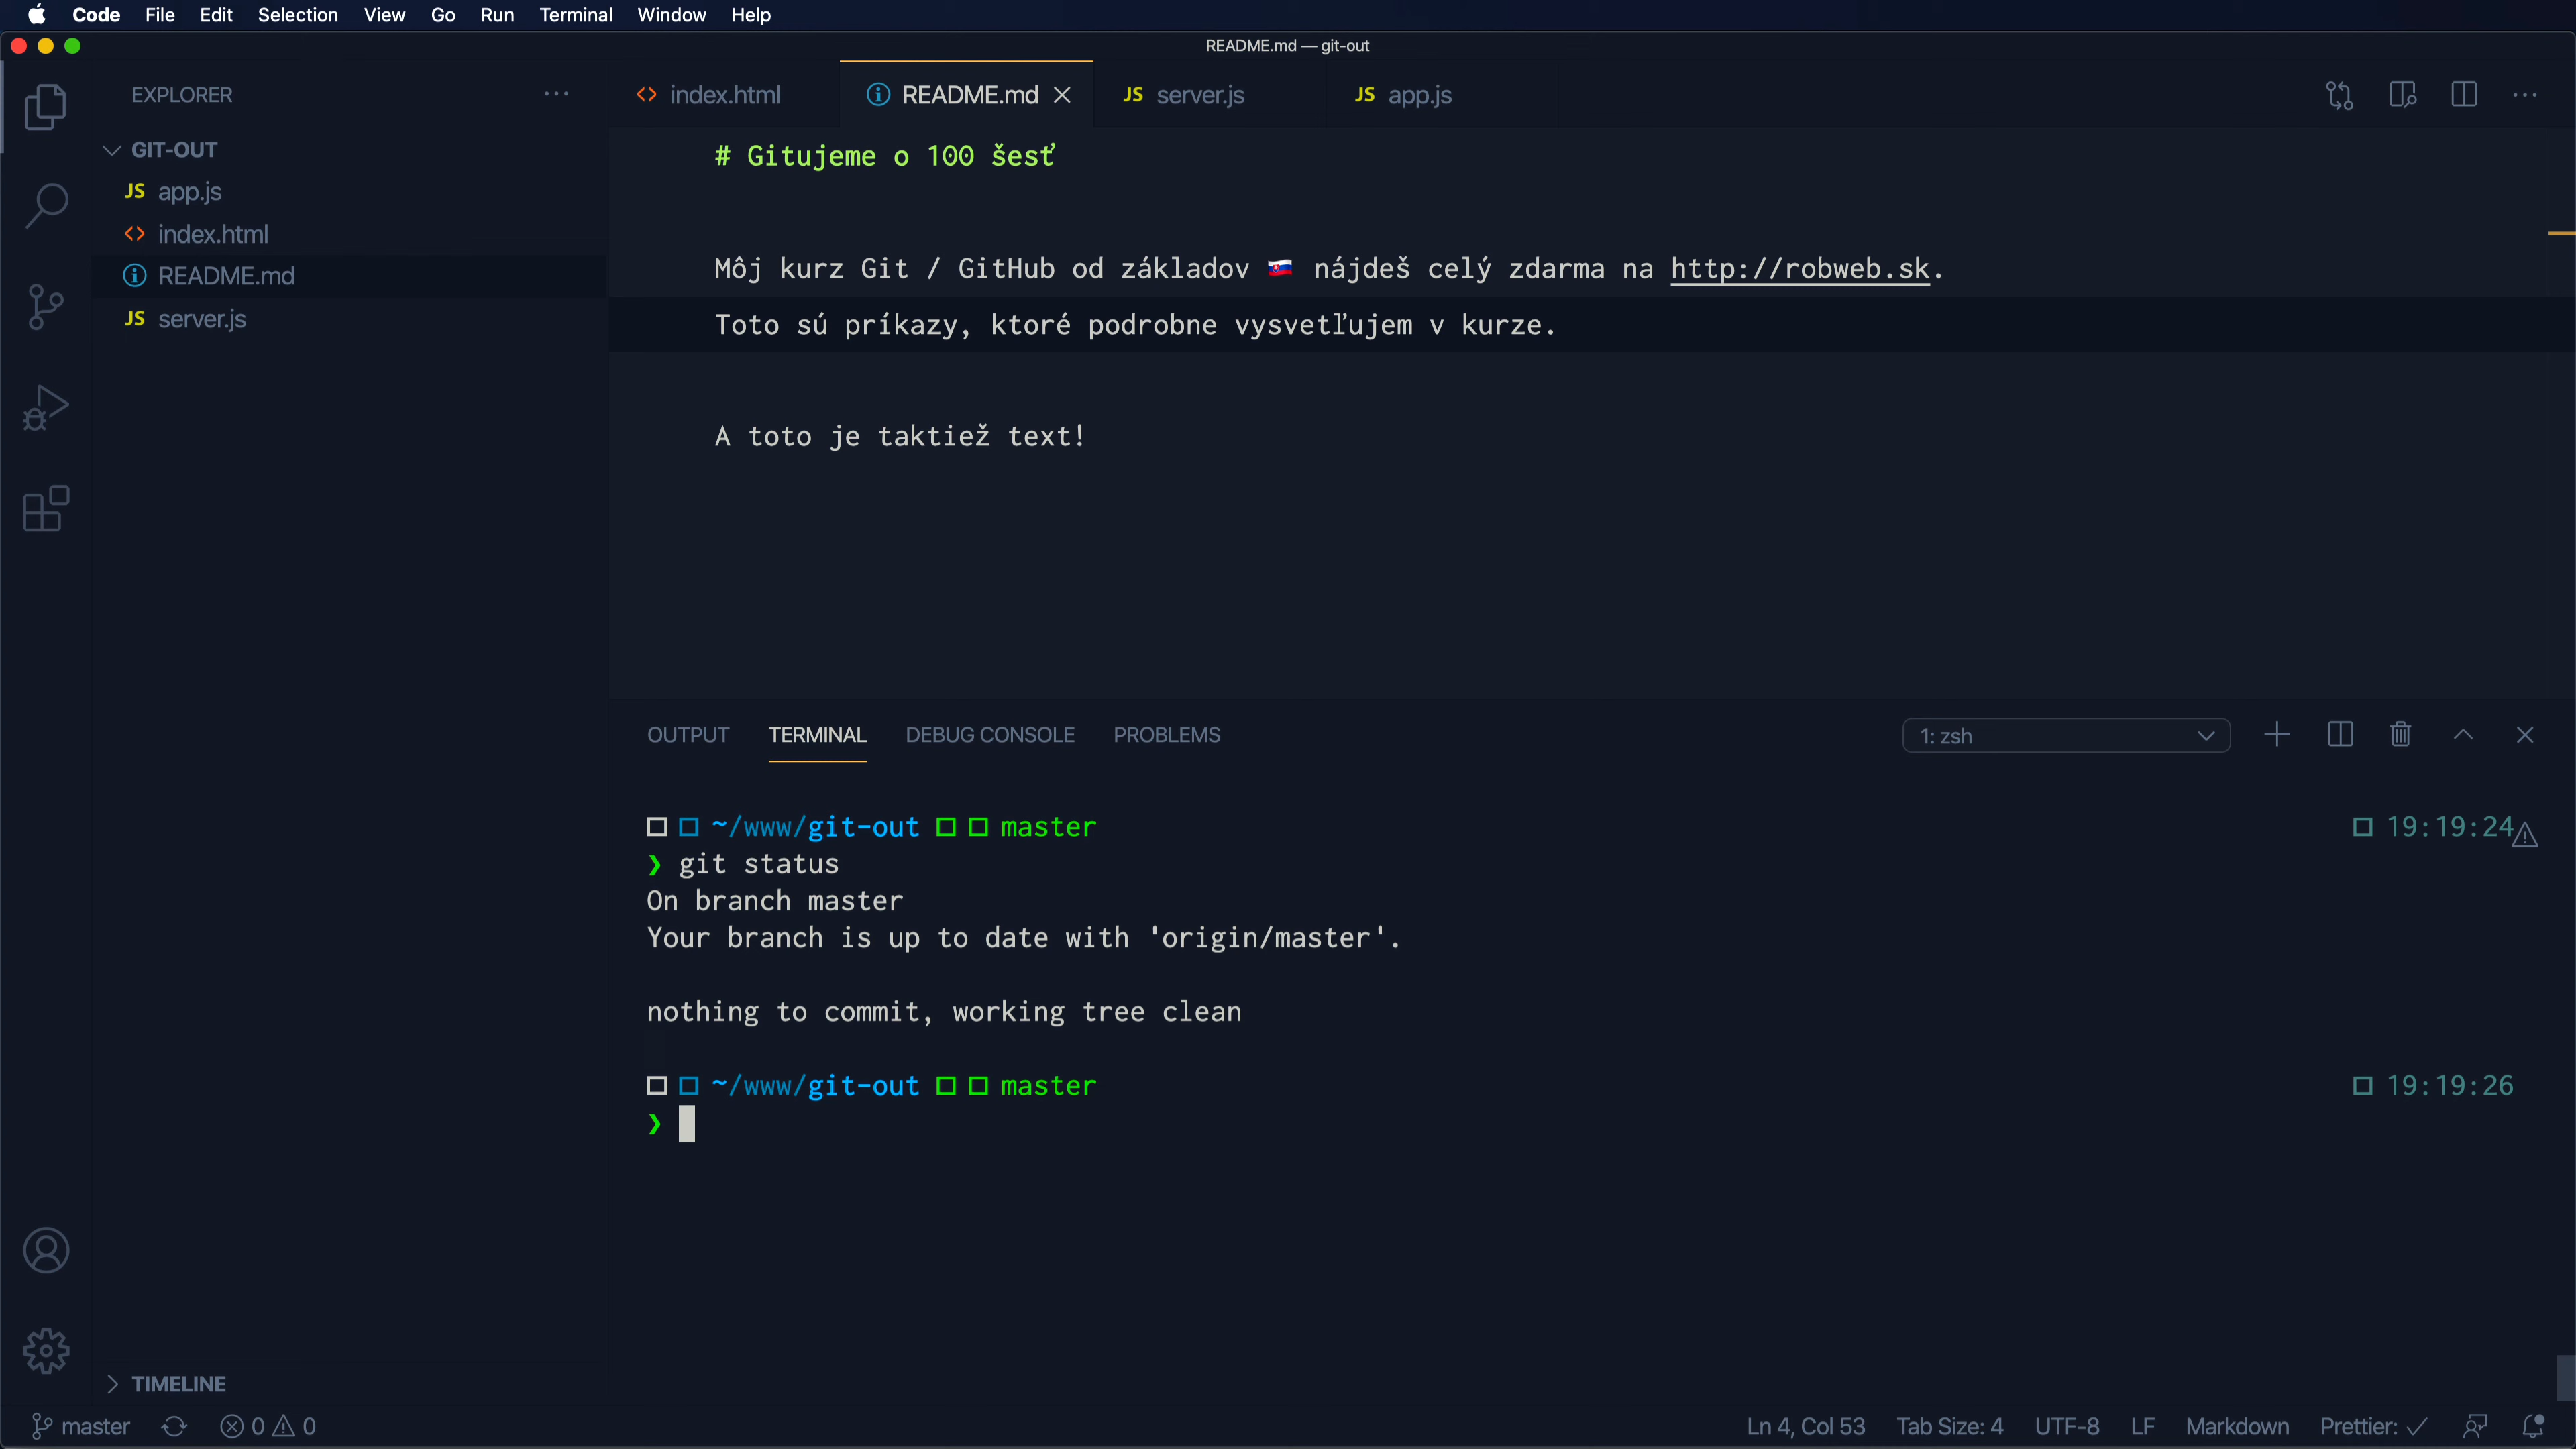 Code File Edit Selection View Go Run Terminal Window Help
README.md — git-out
EXPLORER
GIT-OUT
JS app.js
index.html
README.md
JS server.js
TIMELINE
index.html README.md JS server.js JS app.js
# Gitujeme o 100 šesť
Môj kurz Git / GitHub od základov 🇸🇰 nájdeš celý zdarma na http://robweb.sk.
Toto sú príkazy, ktoré podrobne vysvetľujem v kurze.
A toto je taktiež text!
OUTPUT TERMINAL DEBUG CONSOLE PROBLEMS 1: zsh
~/www/git-out master 19:19:24
❯ git status
On branch master
Your branch is up to date with 'origin/master'.
nothing to commit, working tree clean
~/www/git-out master 19:19:26
❯
master 0 0 Ln 4, Col 53 Tab Size: 4 UTF-8 LF Markdown Prettier: ✓